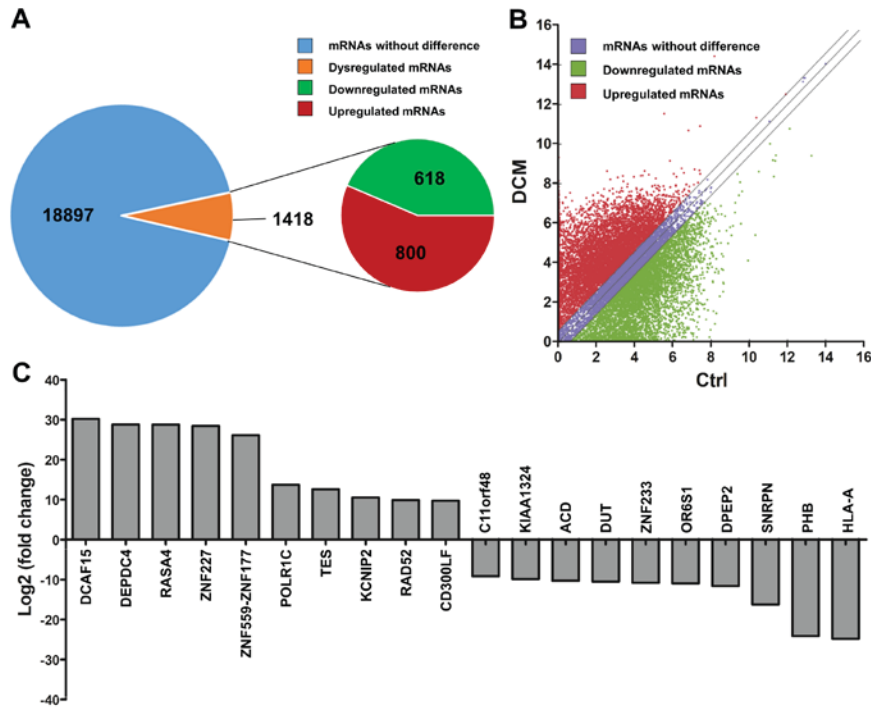 A
mRNAs without difference
Dysregulated mRNAs
Downregulated mRNAs
Upregulated mRNAs
18897
1418
618
800
B
mRNAs without difference
Downregulated mRNAs
Upregulated mRNAs
DCM
16
14
12
10
8
6
4
2
0
0 2 4 6 8 10 12 14 16
Ctrl
C
Log2 (fold change)
40
30
20
10
0
-10
-20
-30
-40
DCAF15
DEPDC4
RASA4
ZNF227
ZNF559-ZNF177
POLR1C
TES
KCNIP2
RAD52
CD300LF
C11orf48
KIAA1324
ACD
DUT
ZNF233
OR6S1
DPEP2
SNRPN
PHB
HLA-A